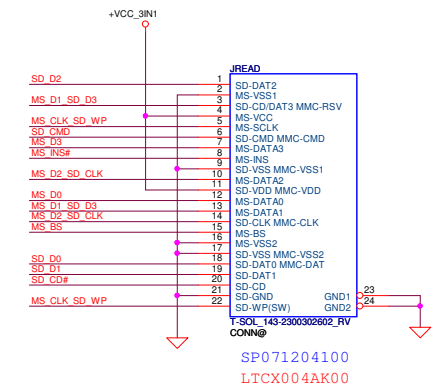 +VCC_3IN1
JREAD
SD_D2 1 SD-DAT2
2 MS-VSS1
MS_D1_SD_D3 3 SD-CD/DAT3 MMC-RSV
4 MS-VCC
MS_CLK_SD_WP 5 MS-SCLK
SD_CMD 6 SD-CMD MMC-CMD
MS_D3 7 MS-DATA3
MS_INS# 8 MS-INS
9 SD-VSS MMC-VSS1
MS_D2_SD_CLK 10 MS-DATA2
11 SD-VDD MMC-VDD
MS_D0 12 MS-DATA0
MS_D1_SD_D3 13 MS-DATA1
MS_D2_SD_CLK 14 SD-CLK MMC-CLK
MS_BS 15 MS-BS
16 MS-VSS2
17 SD-VSS MMC-VSS2
SD_D0 18 SD-DAT0 MMC-DAT
SD_D1 19 SD-DAT1
SD_CD# 20 SD-CD
21 SD-GND GND1 23
MS_CLK_SD_WP 22 SD-WP(SW) GND2 24
T-SOL_143-2300302602_RV
CONN@
SP071204100
LTCX004AK00